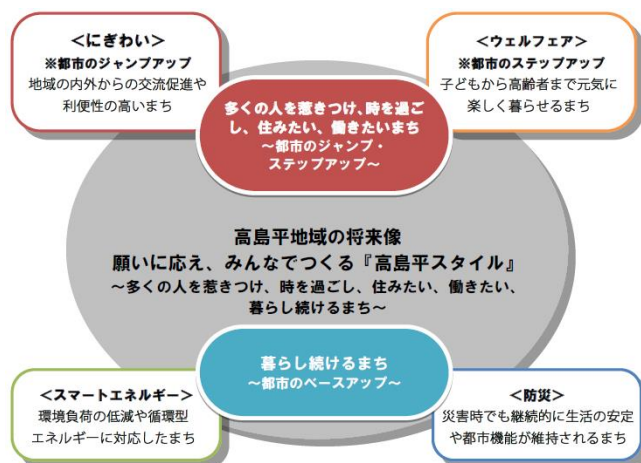 <にぎわい>
※都市のジャンプアップ
地域の内外からの交流促進や
利便性の高いまち
<ウェルフェア>
※都市のステップアップ
子どもから高齢者まで元気に
楽しく暮らせるまち
多くの人を惹きつけ、時を過ご
し、住みたい、働きたいまち
~都市のジャンプ・
ステップアップ~
高島平地域の将来像
願いに応え、みんなでつくる『高島平スタイル』
~多くの人を惹きつけ、時を過ごし、住みたい、働きたい、
暮らし続けるまち~
暮らし続けるまち
~都市のベースアップ~
<スマートエネルギー>
環境負荷の低減や循環型
エネルギーに対応したまち
<防災>
災害時でも継続的に生活の安定
や都市機能が維持されるまち